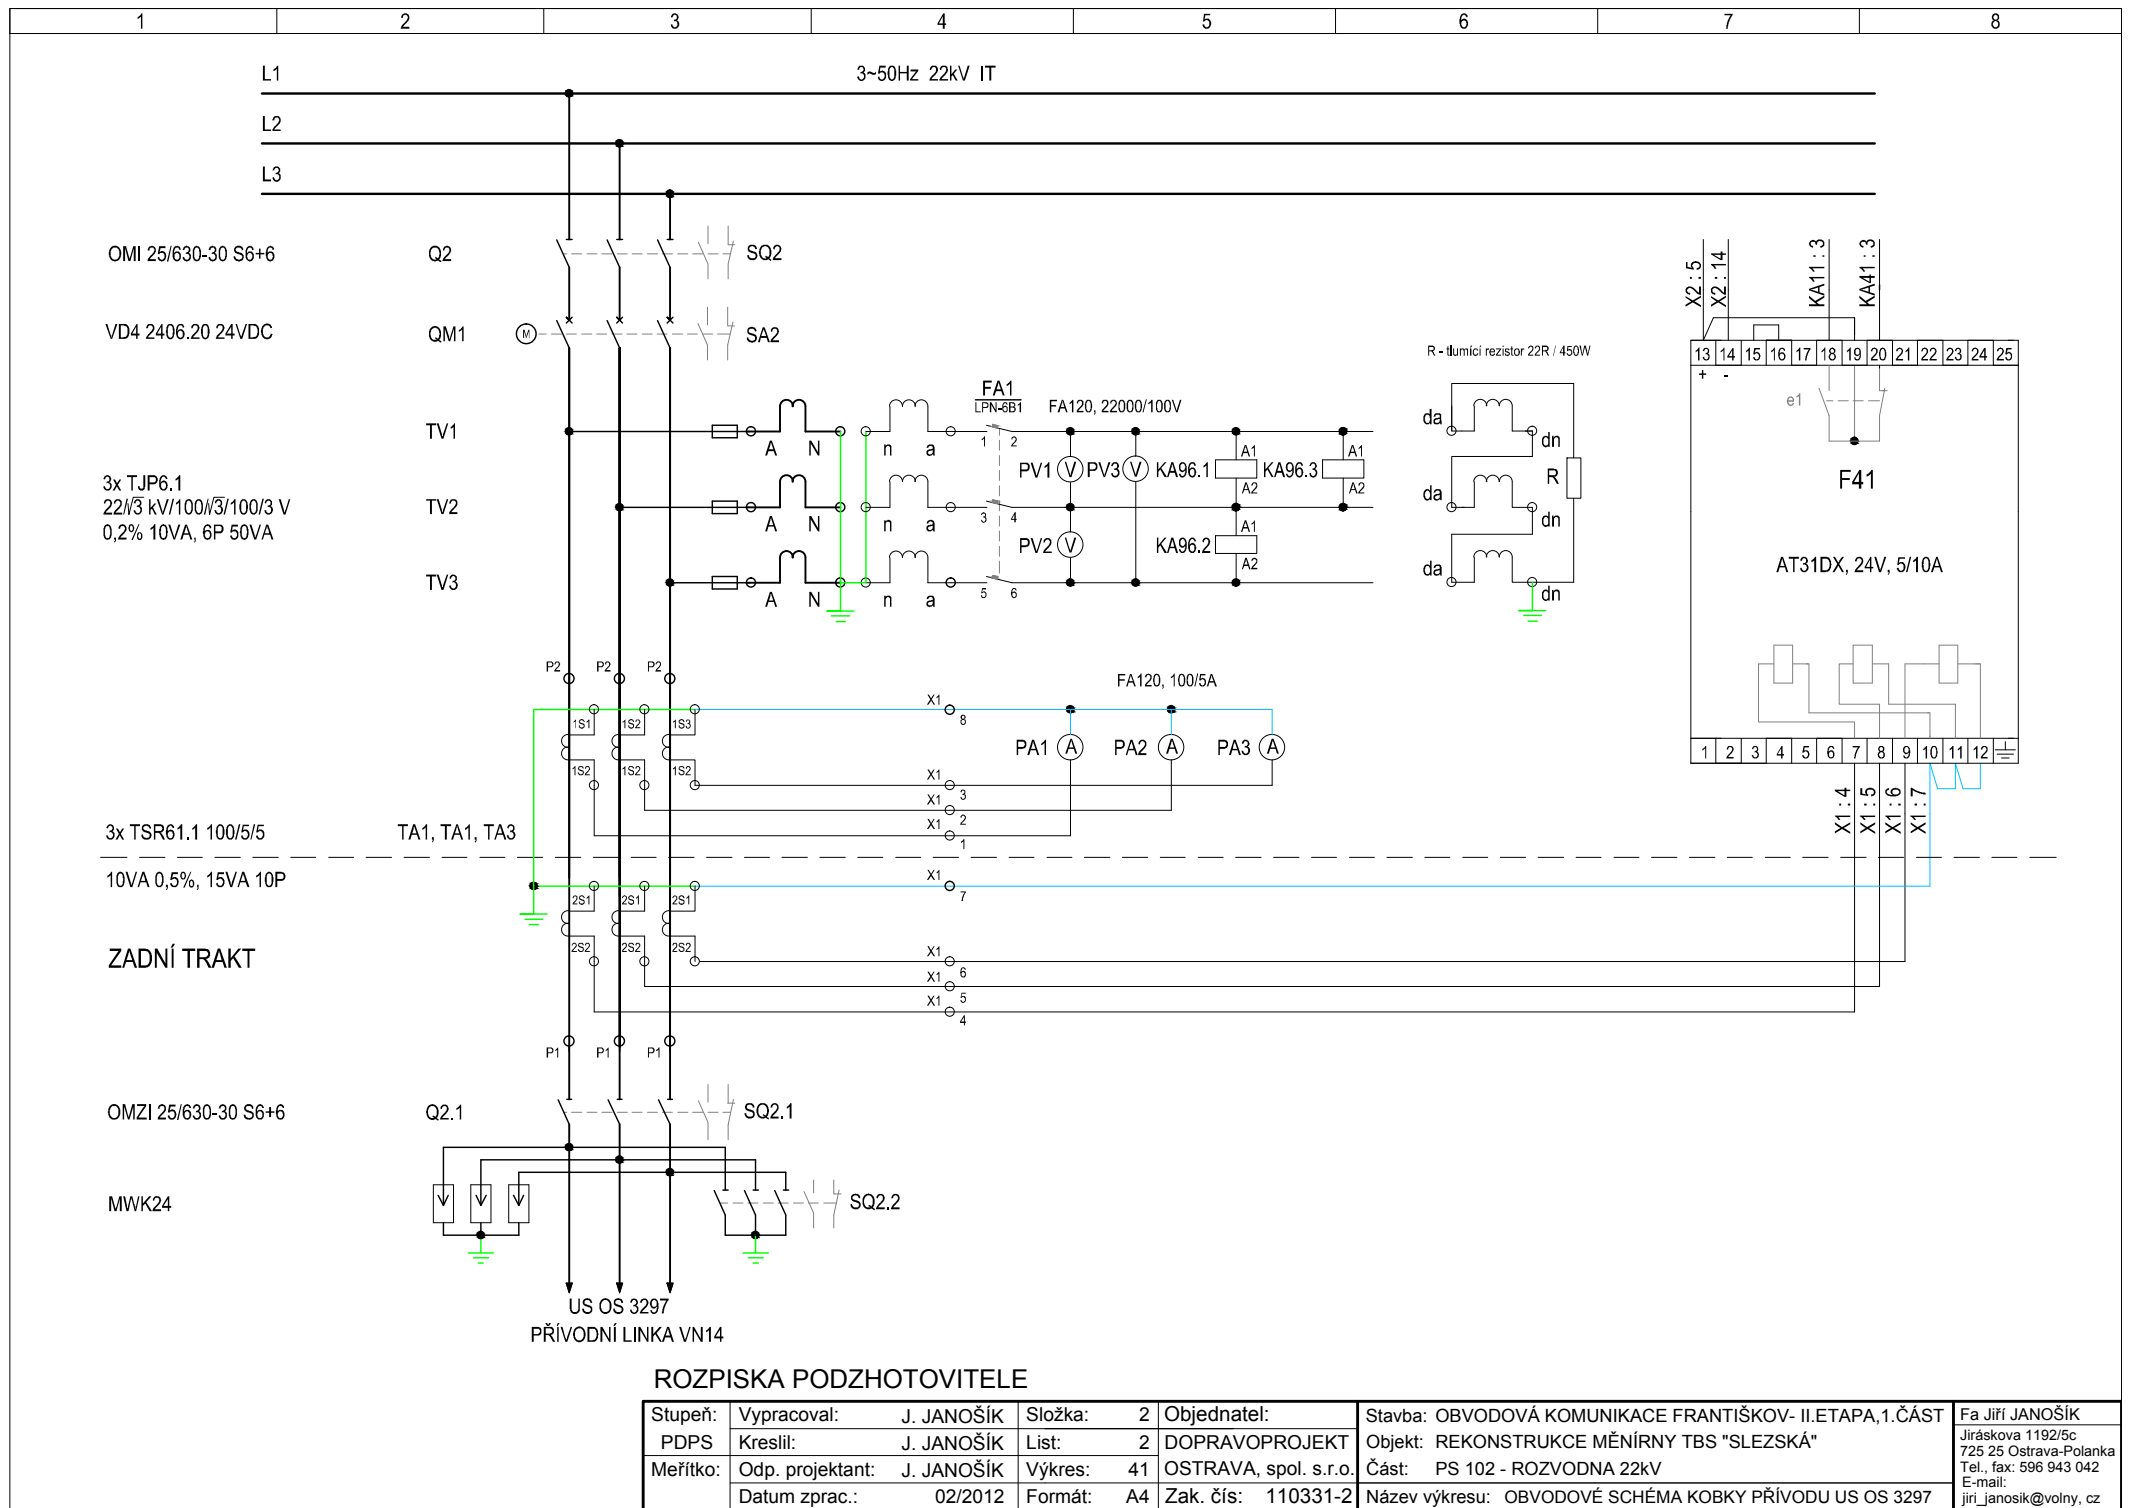 1 2 3 4 5 6 7 8
L1
3~50Hz 22kV IT
L2
L3
OMI 25/630-30 S6+6
Q2
SQ2
VD4 2406.20 24VDC
QM1
M
SA2
X2 : 5
X2 : 14
KA11 : 3
KA41 : 3
R - tlumící rezistor 22R / 450W
13 14 15 16 17 18 19 20 21 22 23 24 25
+ -
e1
F41
AT31DX, 24V, 5/10A
FA1
LPN-6B1
FA120, 22000/100V
TV1
A N n a
1 2
PV1 V PV3 V KA96.1 A1 A2 KA96.3 A1 A2
da dn
R
3x TJP6.1
22/√3 kV/100/√3/100/3 V
0,2% 10VA, 6P 50VA
TV2
A N n a
3 4
PV2 V KA96.2 A1 A2
da dn
TV3
A N n a
5 6
da dn
P2 P2 P2
FA120, 100/5A
X1 8
1S1 1S2 1S3
PA1 A PA2 A PA3 A
1S2 1S2 1S2
X1 3
X1 2
X1 1
1 2 3 4 5 6 7 8 9 10 11 12
X1 : 4
X1 : 5
X1 : 6
X1 : 7
3x TSR61.1 100/5/5
TA1, TA1, TA3
10VA 0,5%, 15VA 10P
X1 7
2S1 2S1 2S1
ZADNÍ TRAKT
2S2 2S2 2S2
X1 6
X1 5
X1 4
P1 P1 P1
OMZI 25/630-30 S6+6
Q2.1
SQ2.1
MWK24
SQ2.2
US OS 3297
PŘÍVODNÍ LINKA VN14
ROZPISKA PODZHOTOVITELE
Stupeň: Vypracoval: J. JANOŠÍK Složka: 2 Objednatel: Stavba: OBVODOVÁ KOMUNIKACE FRANTIŠKOV- II.ETAPA,1.ČÁST
PDPS Kreslil: J. JANOŠÍK List: 2 DOPRAVOPROJEKT Objekt: REKONSTRUKCE MĚNÍRNY TBS "SLEZSKÁ"
Meřítko: Odp. projektant: J. JANOŠÍK Výkres: 41 OSTRAVA, spol. s.r.o. Část: PS 102 - ROZVODNA 22kV
Datum zprac.: 02/2012 Formát: A4 Zak. čís: 110331-2 Název výkresu: OBVODOVÉ SCHÉMA KOBKY PŘÍVODU US OS 3297
Fa Jiří JANOŠÍK
Jiráskova 1192/5c
725 25 Ostrava-Polanka
Tel., fax: 596 943 042
E-mail:
jiri_janosik@volny, cz